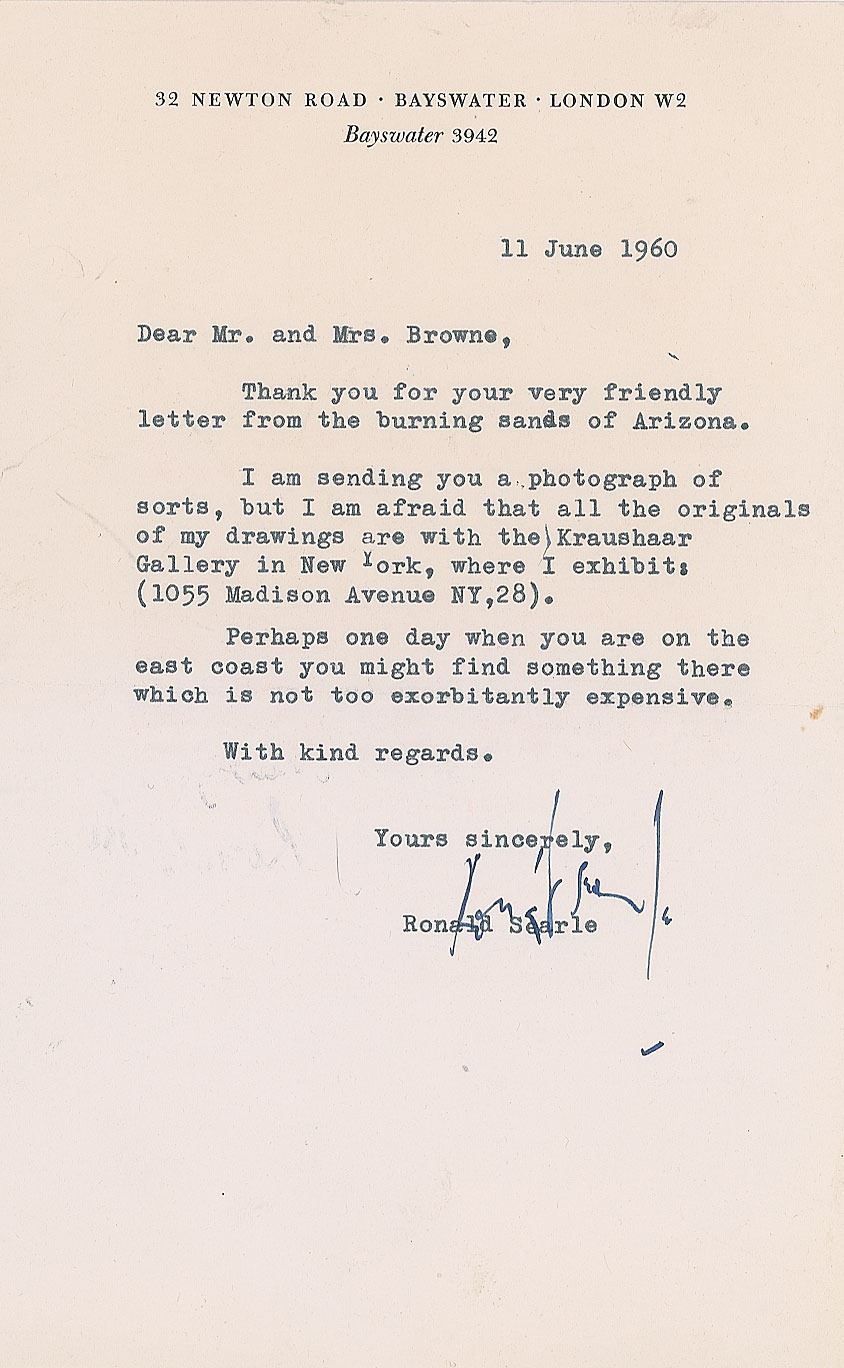 32 NEWTON ROAD · BAYSWATER · LONDON W2
Bayswater 3942
11 June 1960
Dear Mr. and Mrs. Browne,
Thank you for your very friendly
letter from the burning sands of Arizona.
I am sending you a photograph of
sorts, but I am afraid that all the originals
of my drawings are with the Kraushaar
Gallery in New York, where I exhibit:
(1055 Madison Avenue NY,28).
Perhaps one day when you are on the
east coast you might find something there
which is not too exorbitantly expensive.
With kind regards.
Yours sincerely,
Ronald Searle
Ronald Searle